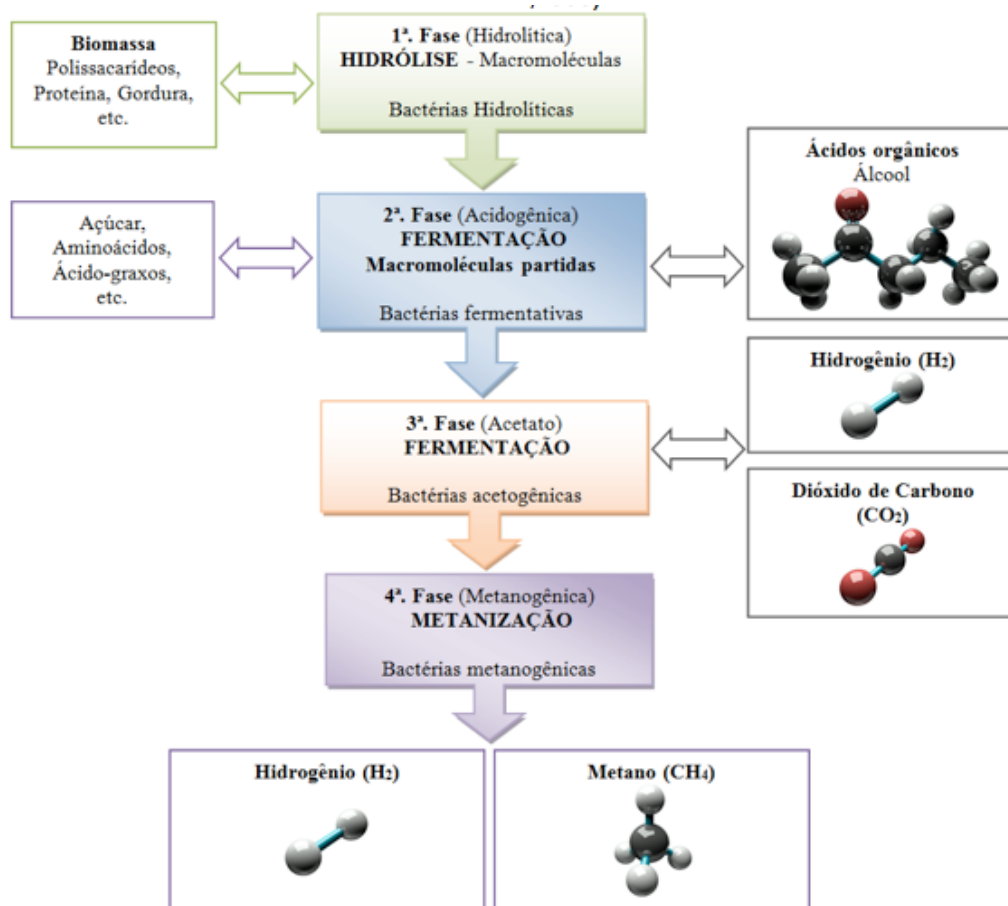 Biomassa
Polissacarídeos,
Proteína, Gordura,
etc.
1ª. Fase (Hidrolítica)
HIDRÓLISE - Macromoléculas
Bactérias Hidrolíticas
Açúcar,
Aminoácidos,
Ácido-graxos,
etc.
2ª. Fase (Acidogênica)
FERMENTAÇÃO
Macromoléculas partidas
Bactérias fermentativas
Ácidos orgânicos
Álcool
3ª. Fase (Acetato)
FERMENTAÇÃO
Bactérias acetogênicas
Hidrogênio (H2)
Dióxido de Carbono
(CO2)
4ª. Fase (Metanogênica)
METANIZAÇÃO
Bactérias metanogênicas
Hidrogênio (H2)
Metano (CH4)